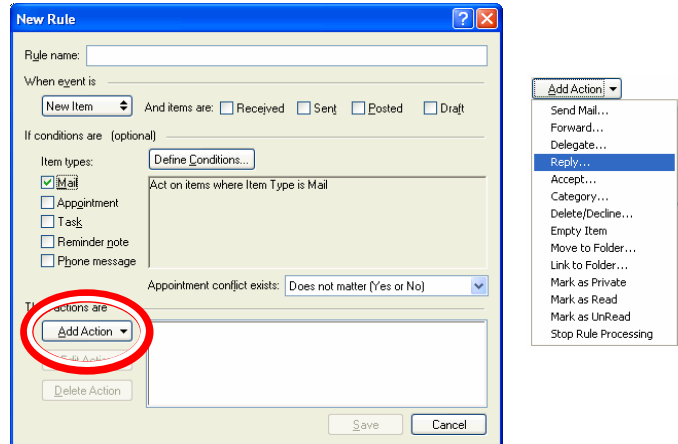 New Rule
Rule name:
When event is
New Item And items are: Received Sent Posted Draft
If conditions are (optional)
Item types: Define Conditions...
Mail
Appointment
Task
Reminder note
Phone message
Act on items where Item Type is Mail
Appointment conflict exists: Does not matter (Yes or No)
actions are
Add Action
Delete Action
Save Cancel
Add Action
Send Mail...
Forward...
Delegate...
Reply...
Accept...
Category...
Delete/Decline...
Empty Item
Move to Folder...
Link to Folder...
Mark as Private
Mark as Read
Mark as UnRead
Stop Rule Processing